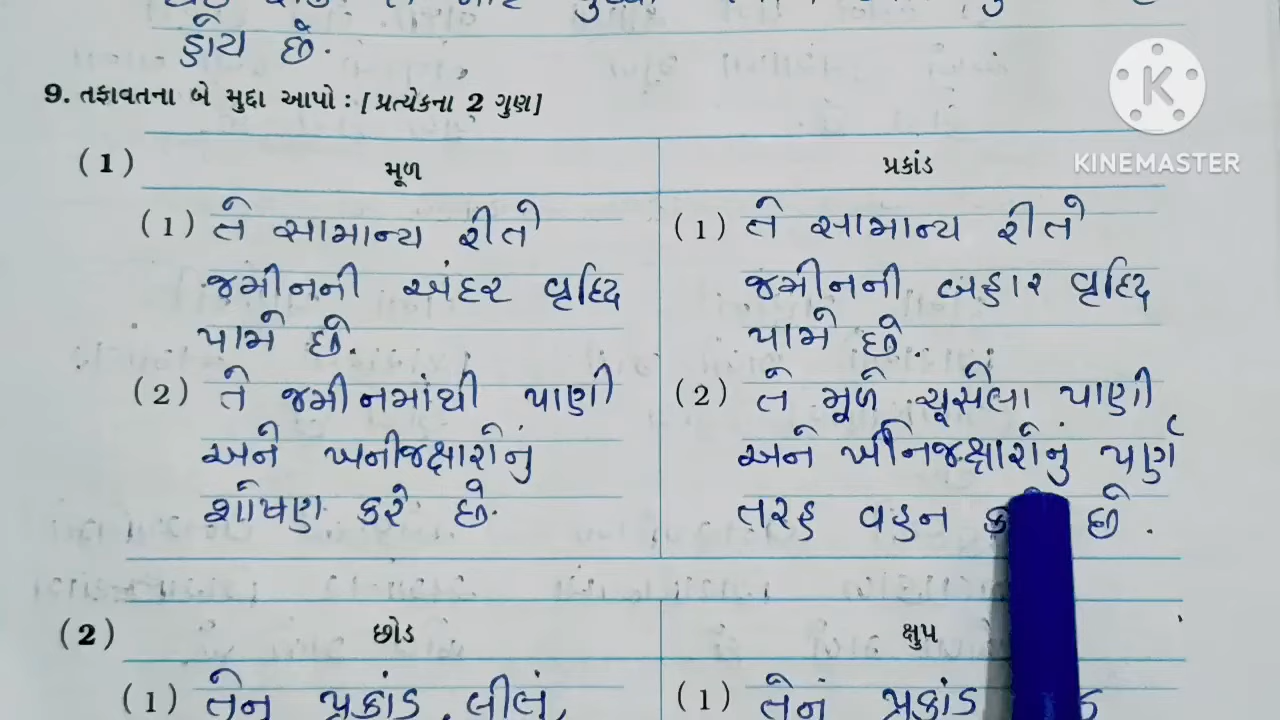 હોય છે.
9. તફાવતના બે મુદ્દા આપો : [પ્રત્યેકના 2 ગુણ]
KINEMASTER
(1) મૂળ પ્રકાંડ
(1) તે સામાન્ય રીતે
જમીનની અંદર વૃદ્ધિ
પામે છે.
(2) તે જમીનમાંથી પાણી
અને ખનીજક્ષારોનું
શોષણ કરે છે.
(1) તે સામાન્ય રીતે
જમીનની બહાર વૃદ્ધિ
પામે છે.
(2) તે મૂળે ચૂસેલા પાણી
અને ખનિજક્ષારોનું પર્ણ
તરફ વહન છે.
(2) છોડ ક્ષુપ
(1) તેનુ પ્રકાંડ લીલું,
(1) તેનું પ્રકાંડ